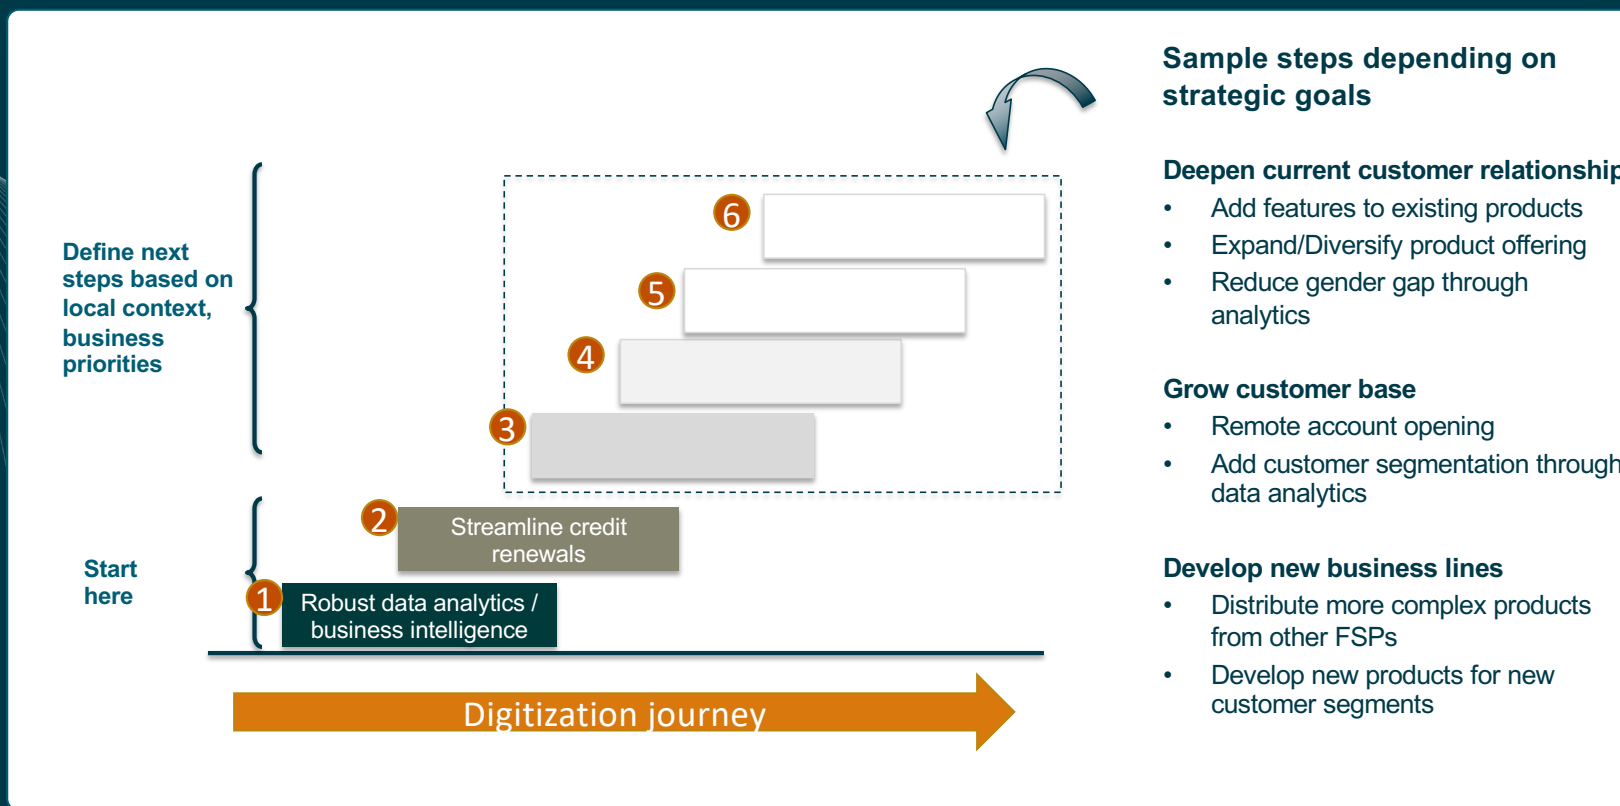 Sample steps depending on
strategic goals
Deepen current customer relationship
• Add features to existing products
• Expand/Diversify product offering
• Reduce gender gap through
analytics
Grow customer base
• Remote account opening
• Add customer segmentation through
data analytics
Develop new business lines
• Distribute more complex products
from other FSPs
• Develop new products for new
customer segments
Define next
steps based on
local context,
business
priorities
6
5
4
3
2
Streamline credit
renewals
Start
here
1
Robust data analytics /
business intelligence
Digitization journey